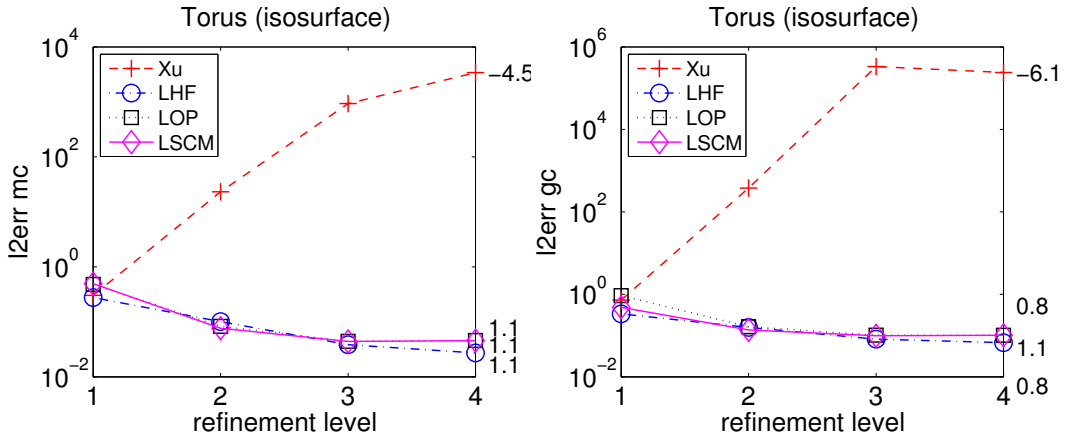 Torus (isosurface)
10^4
10^2
10^0
10^−2
l2err mc
Xu
LHF
LOP
LSCM
−4.5
1.1
1.1
1.1
1 2 3 4
refinement level
Torus (isosurface)
10^6
10^4
10^2
10^0
10^−2
l2err gc
Xu
LHF
LOP
LSCM
−6.1
0.8
1.1
0.8
1 2 3 4
refinement level